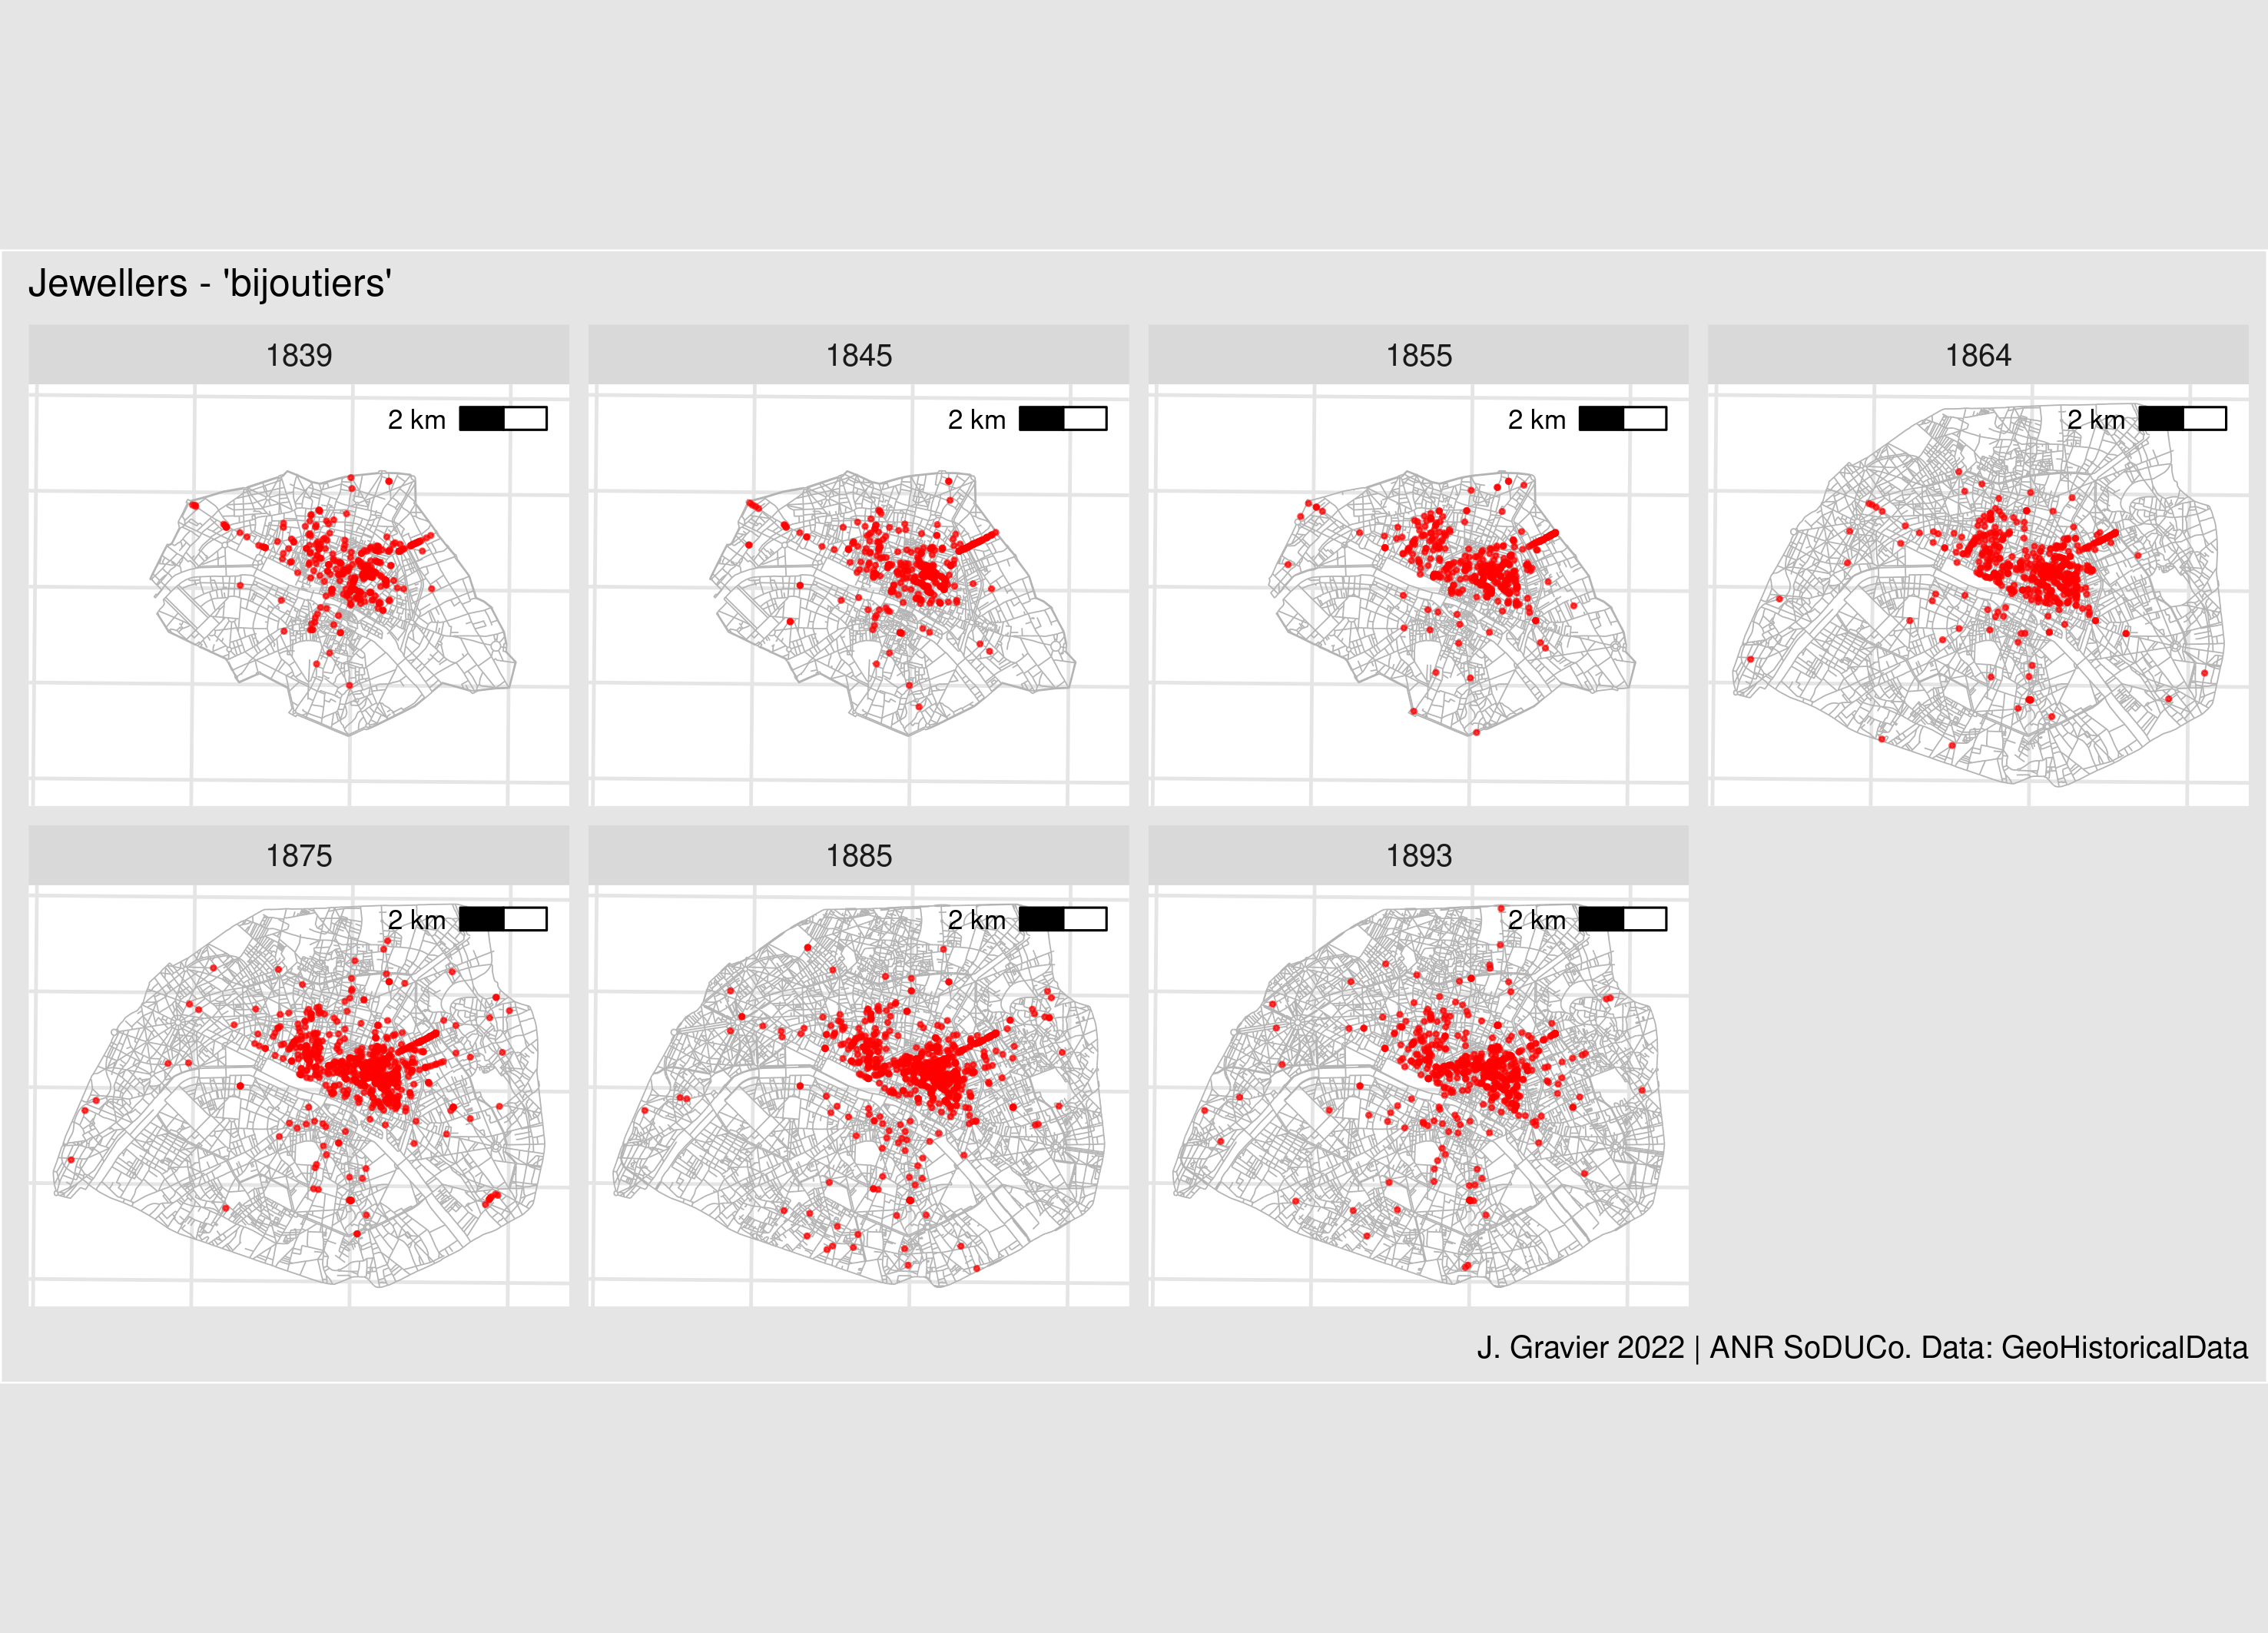 Jewellers - 'bijoutiers'
1839
1845
1855
1864
2 km
2 km
2 km
2 km
1875
1885
1893
2 km
2 km
2 km
J. Gravier 2022 | ANR SoDUCo. Data: GeoHistoricalData